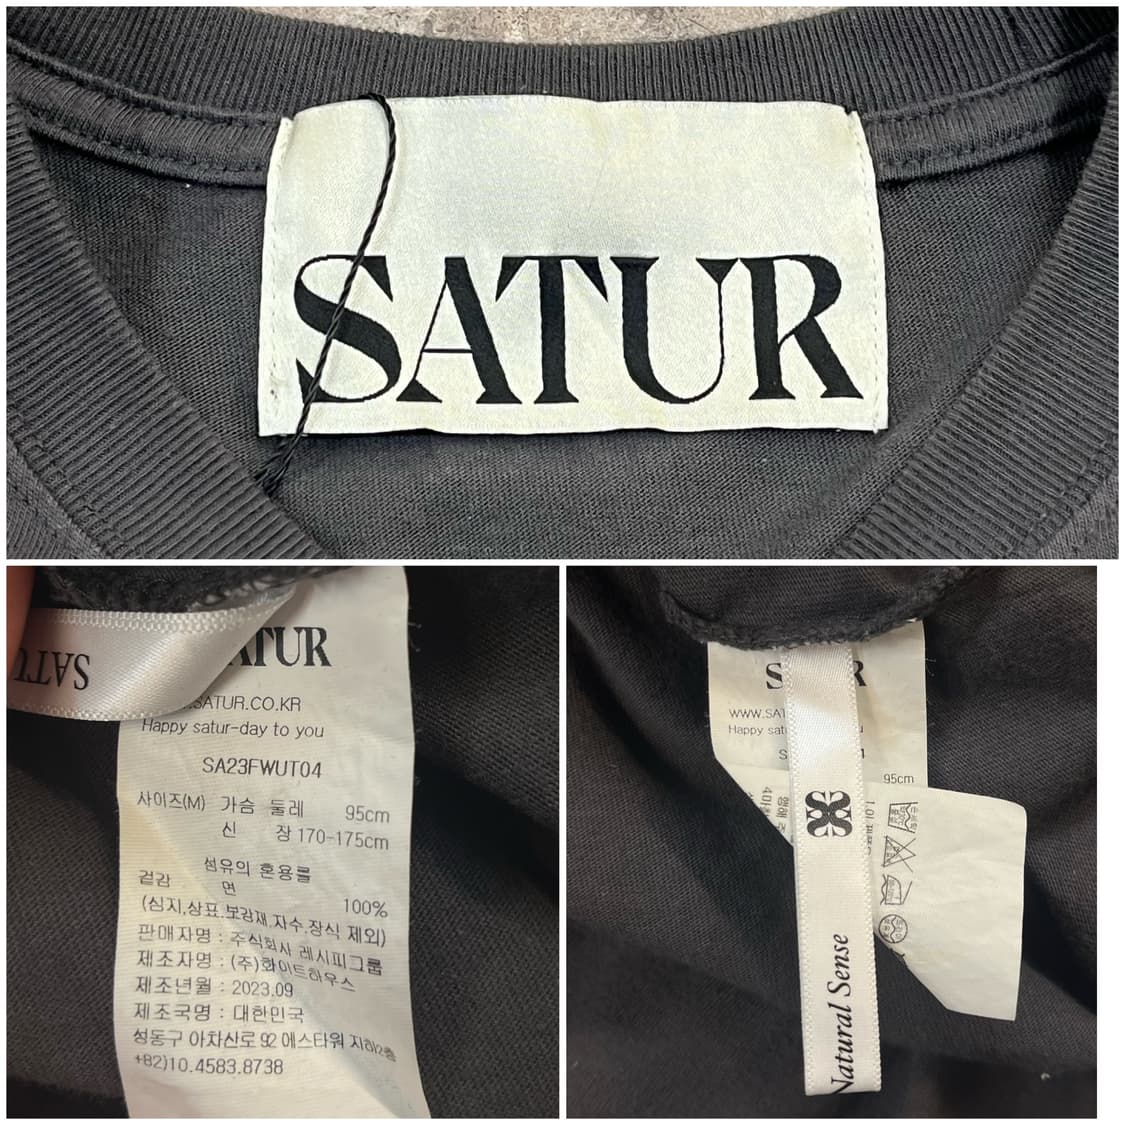 SATUR
SATU
ATUR
.SATUR.CO.KR
Happy satur-day to you
SA23FWUT04
사이즈(M) 가슴 둘레 95cm
신 장 170-175cm
섬유의 혼용률
겉감 면 100%
(심지,상표.보강재.자수.장식 제외)
판매자명 : 주식회사 레시피그룹
제조자명 : (주)화이트하우스
제조년월 : 2023.09
제조국명 : 대한민국
성동구 아차산로 92 에스타워 지하2층
+82)10.4583.8738
S R
WWW.SAT
Happy sat
95cm
Natural Sense